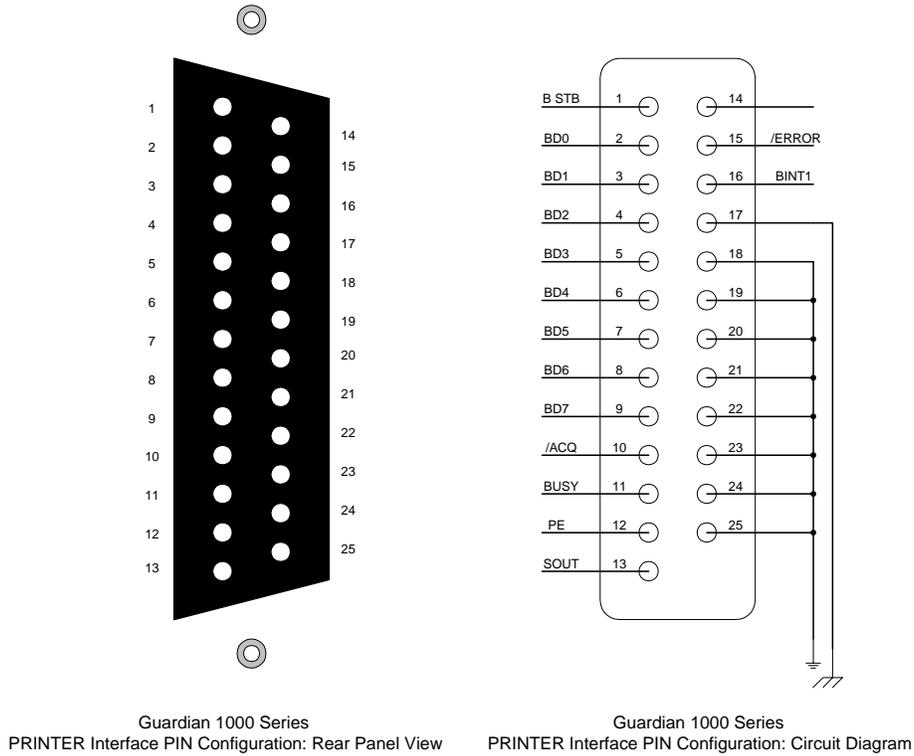 1
14
2
15
3
16
4
17
5
18
6
19
7
20
8
21
9
22
10
23
11
24
12
25
13
B STB 1 14
BD0 2 15 /ERROR
BD1 3 16 BINT1
BD2 4 17
BD3 5 18
BD4 6 19
BD5 7 20
BD6 8 21
BD7 9 22
/ACQ 10 23
BUSY 11 24
PE 12 25
SOUT 13
Guardian 1000 Series
PRINTER Interface PIN Configuration: Rear Panel View
Guardian 1000 Series
PRINTER Interface PIN Configuration: Circuit Diagram